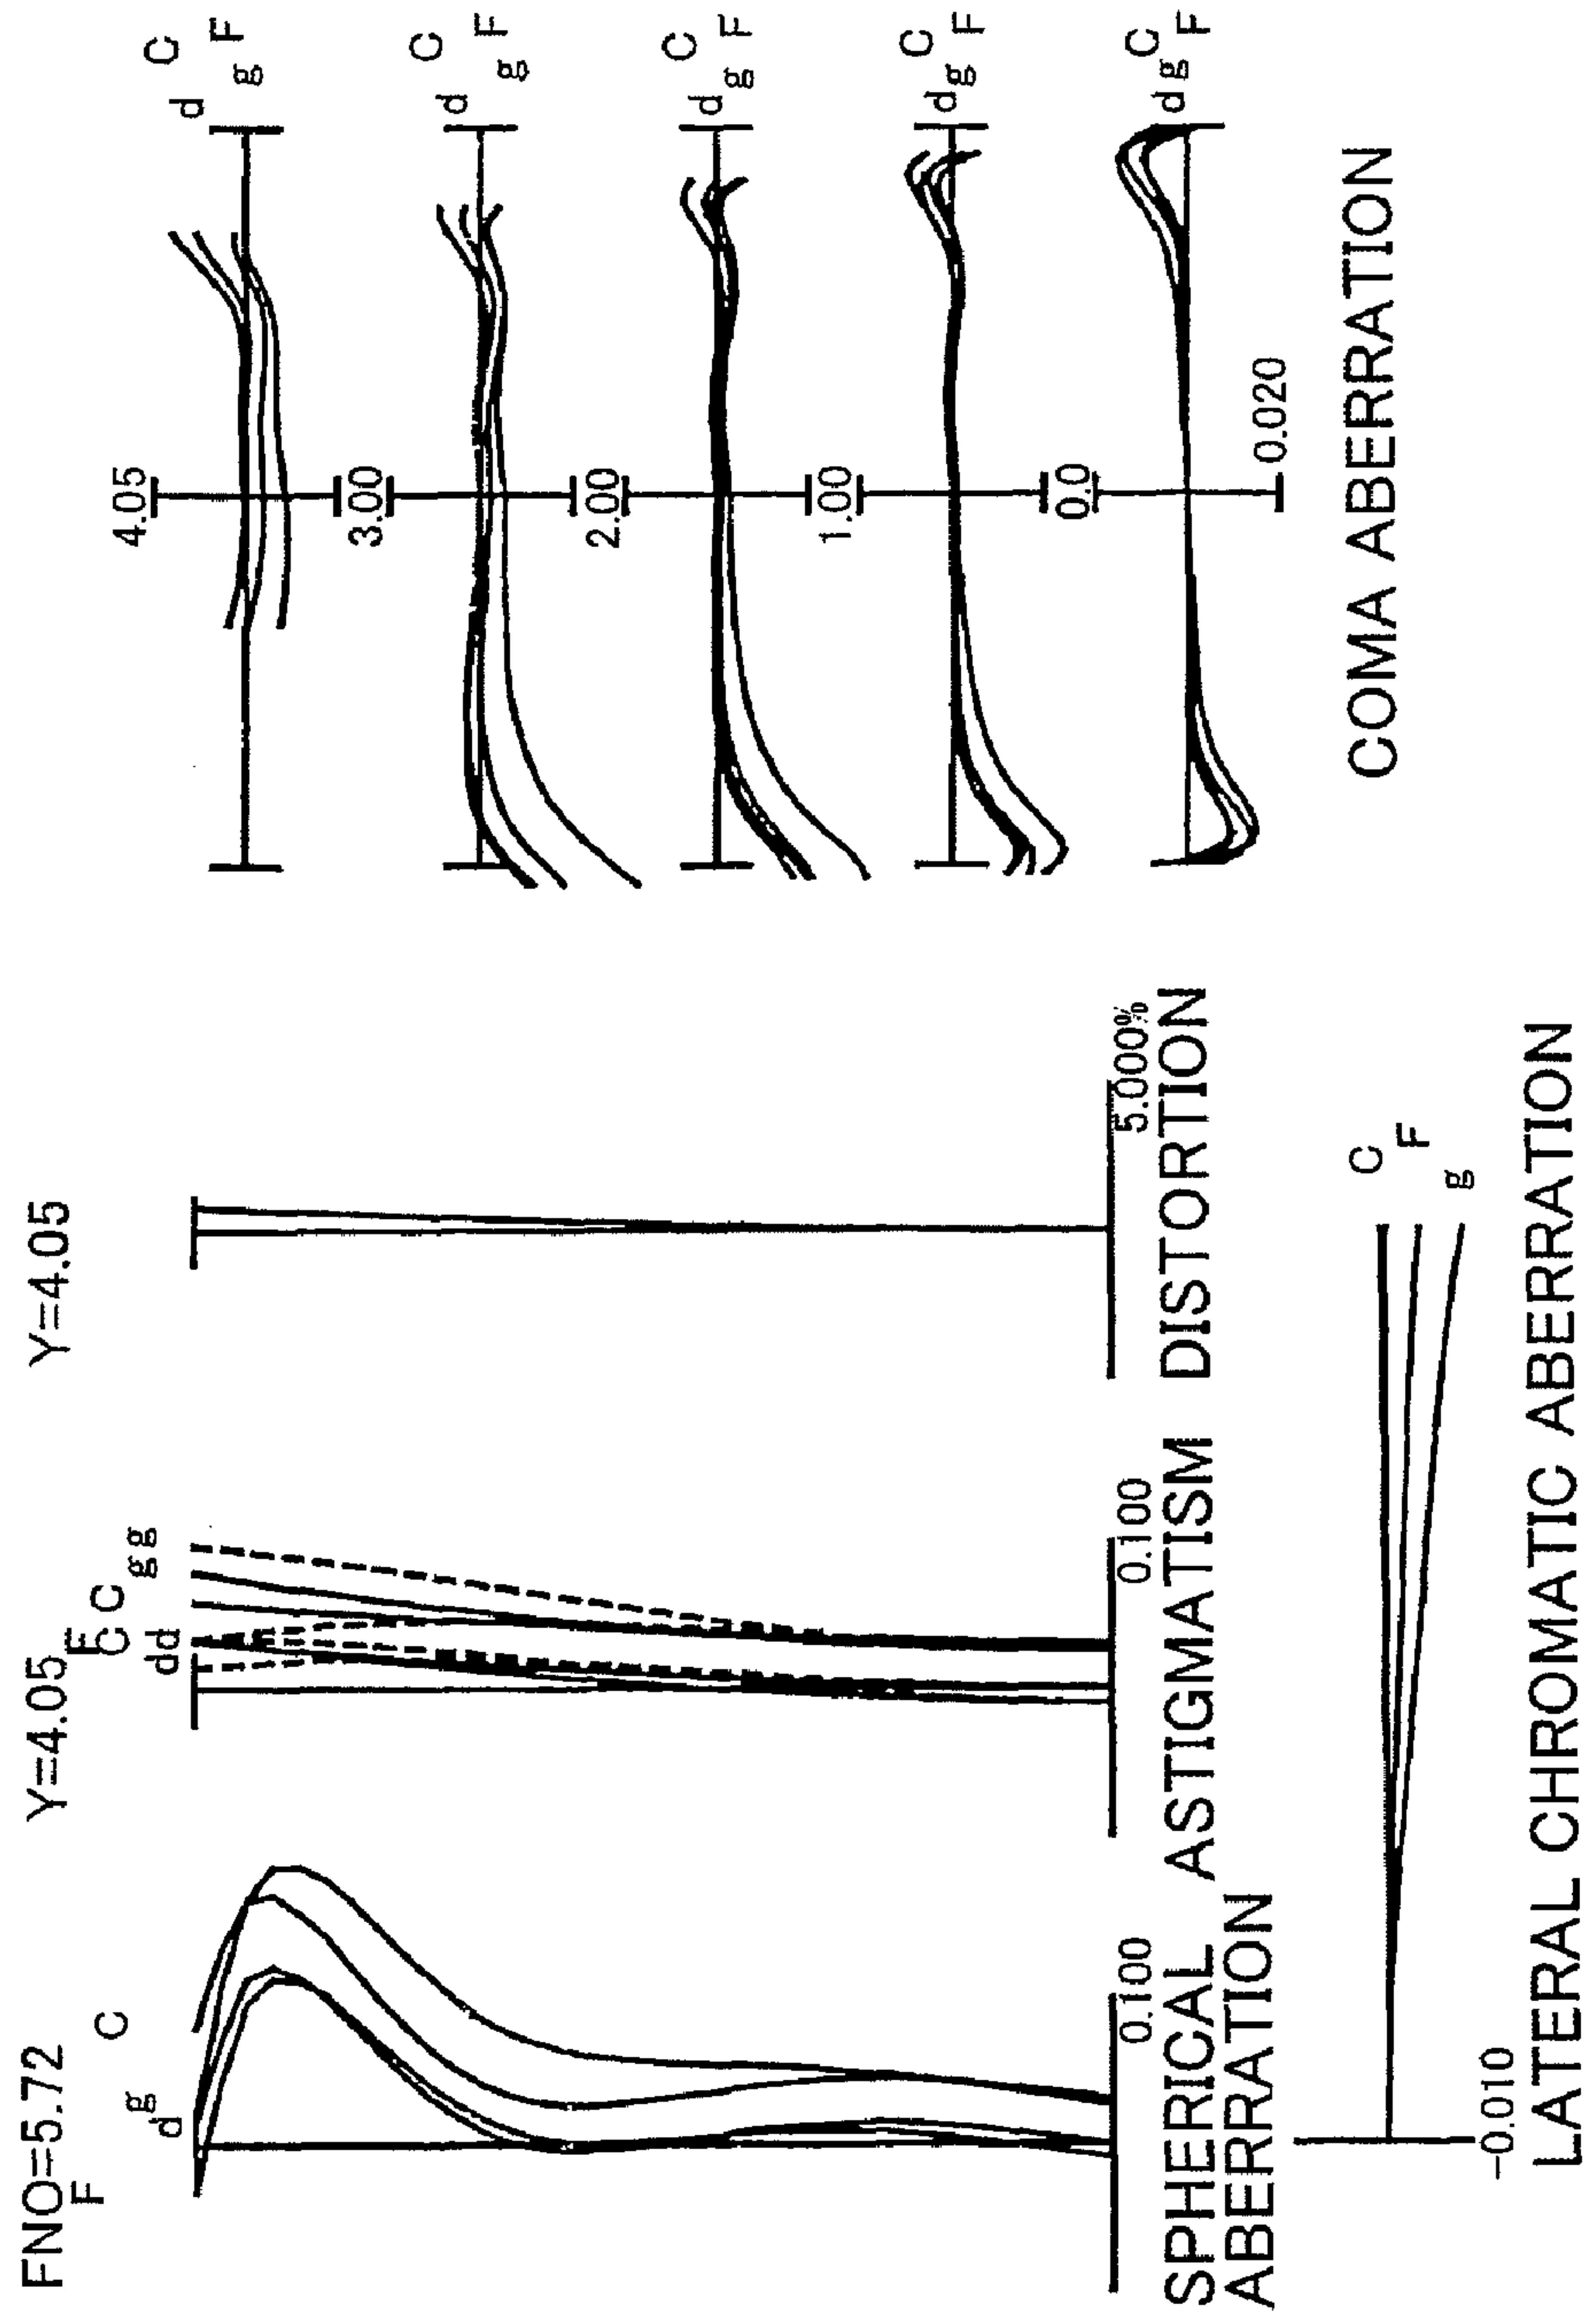 FNO=5.72
F
d
g
C
0.100
SPHERICAL
ABERRATION
Y=4.05
F
C
C
d d
g g
0.100
ASTIGMATISM
Y=4.05
5.000%
DISTORTION
C
F
g
-0.010
LATERAL CHROMATIC ABERRATION
4.05
d
C
g
F
3.00
d
C
g
F
2.00
d
C
g
F
1.00
d
C
g
F
0.0
d
C
g
F
0.020
COMA ABERRATION